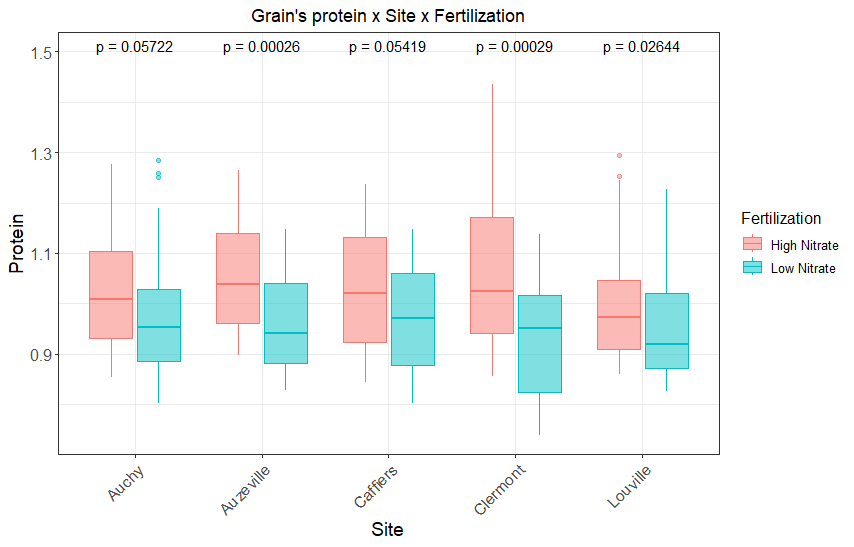 Grain's protein x Site x Fertilization
p = 0.05722 p = 0.00026 p = 0.05419 p = 0.00029 p = 0.02644
1.5
1.3
1.1
0.9
Protein
Auchy Auzeville Caffiers Clermont Louville
Site
Fertilization
High Nitrate
Low Nitrate